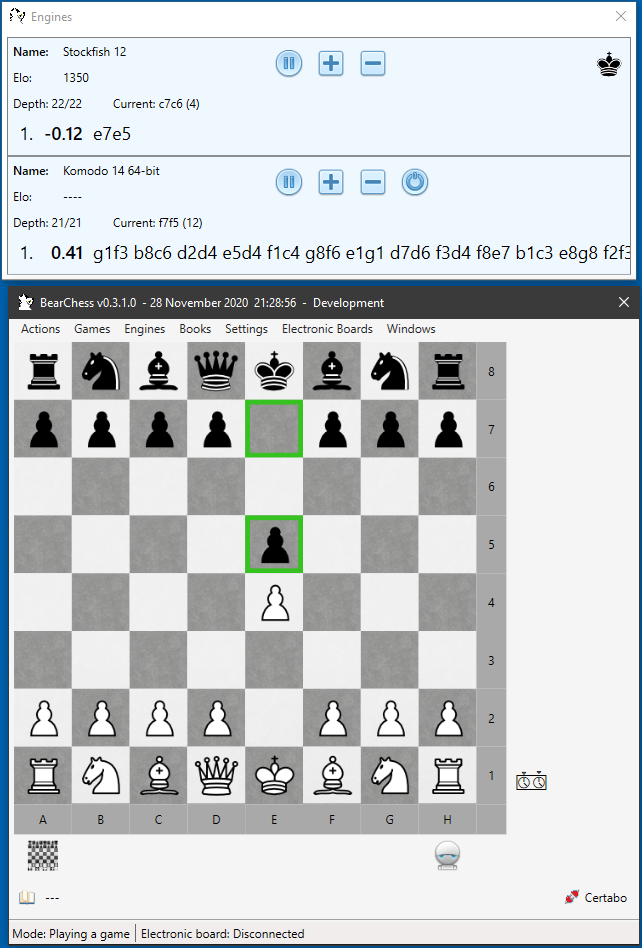 Engines
Name: Stockfish 12
Elo: 1350
Depth: 22/22 Current: c7c6 (4)
1. -0.12 e7e5
Name: Komodo 14 64-bit
Elo: ----
Depth: 21/21 Current: f7f5 (12)
1. 0.41 g1f3 b8c6 d2d4 e5d4 f1c4 g8f6 e1g1 d7d6 f3d4 f8e7 b1c3 e8g8 f2f3
BearChess v0.3.1.0 - 28 November 2020 21:28:56 - Development
Actions Games Engines Books Settings Electronic Boards Windows
8
7
6
5
4
3
2
1
A B C D E F G H
--- Certabo
Mode: Playing a game Electronic board: Disconnected